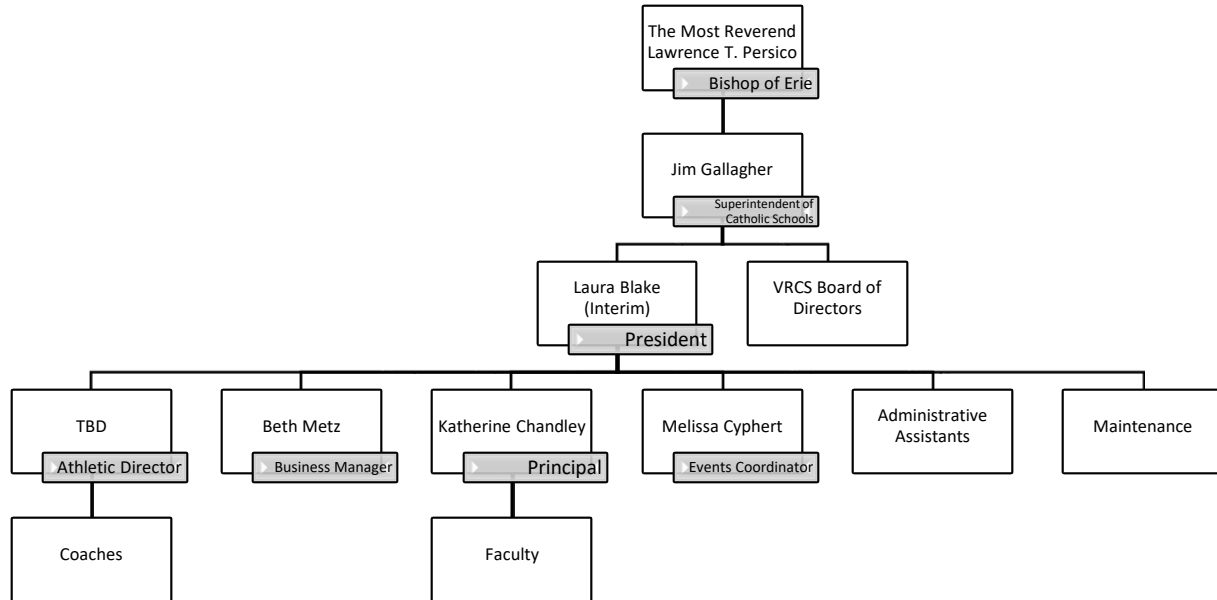 The Most Reverend
Lawrence T. Persico
Bishop of Erie
Jim Gallagher
Superintendent of
Catholic Schools
Laura Blake
(Interim)
President
VRCS Board of
Directors
TBD
Athletic Director
Beth Metz
Business Manager
Katherine Chandley
Principal
Melissa Cyphert
Events Coordinator
Administrative
Assistants
Maintenance
Coaches
Faculty